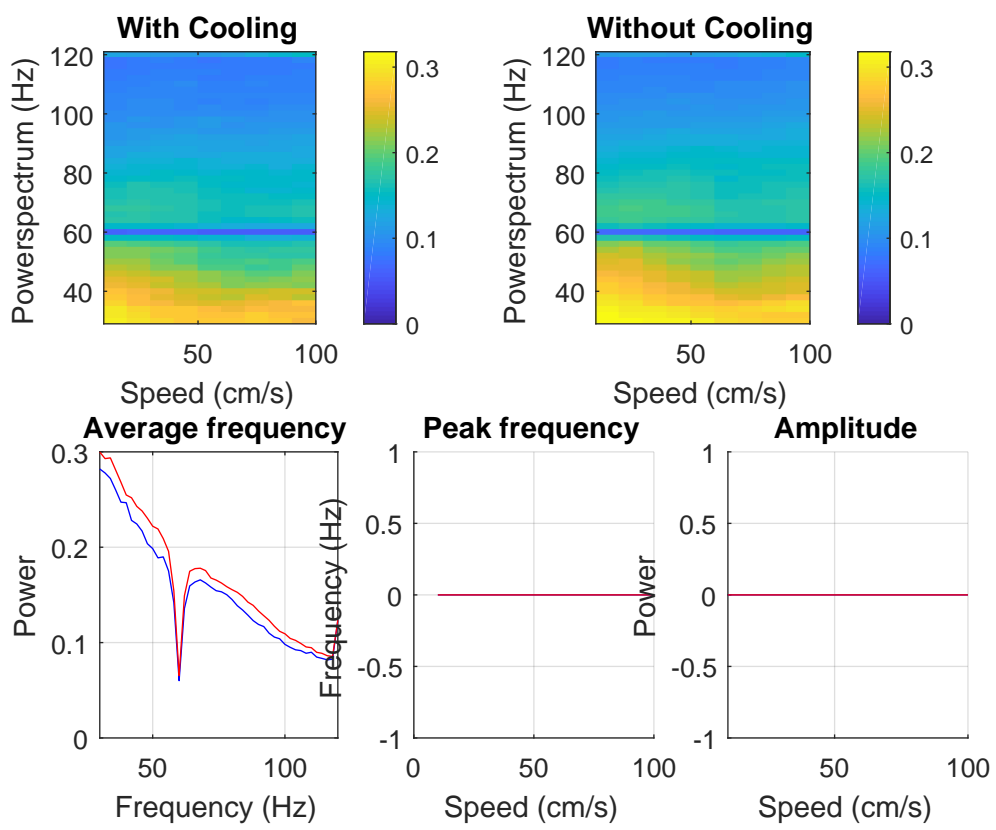 With Cooling
Powerspectrum (Hz)
120
100
80
60
40
50
100
Speed (cm/s)
0.3
0.2
0.1
0
Without Cooling
Powerspectrum (Hz)
120
100
80
60
40
50
100
Speed (cm/s)
0.3
0.2
0.1
0
Average frequency
Power
0.3
0.2
0.1
0
50
100
Frequency (Hz)
Peak frequency
Frequency (Hz)
1
0.5
0
-0.5
-1
0
50
100
Speed (cm/s)
Amplitude
Power
1
0.5
0
-0.5
-1
50
100
Speed (cm/s)